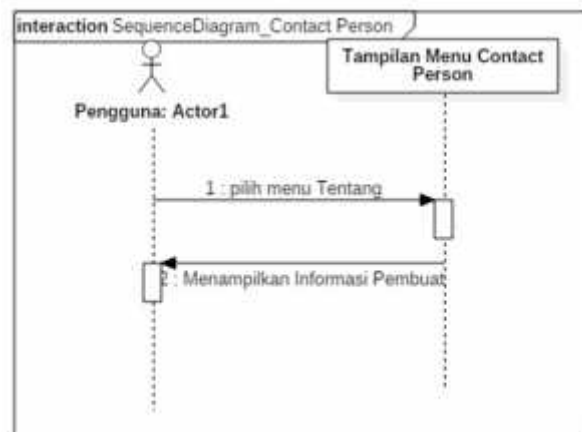 interaction SequenceDiagram_Contact Person
Tampilan Menu Contact
Person
Pengguna: Actor1
1 : pilih menu Tentang
2 : Menampilkan Informasi Pembuat